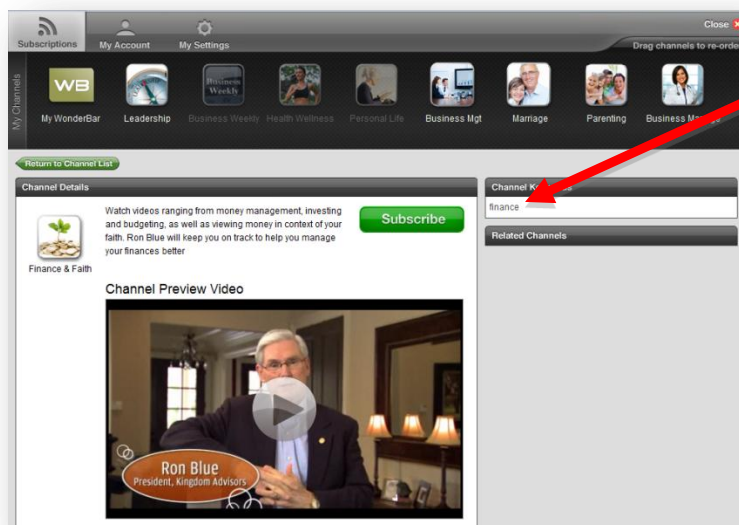 Close
Subscriptions
My Account
My Settings
Drag channels to re-orde
My Channels
WB
Business
Weekly
My WonderBar
Leadership
Business Weekly
Health Wellness
Personal Life
Business Mgt
Marriage
Parenting
Return to Channel List
Channel Details
Watch videos ranging from money management, investing
and budgeting, as well as viewing money in context of your
faith. Ron Blue will keep you on track to help you manage
your finances better
Finance & Faith
Subscribe
Channel Preview Video
Ron Blue
President, Kingdom Advisors
Channel
finance
Related Channels